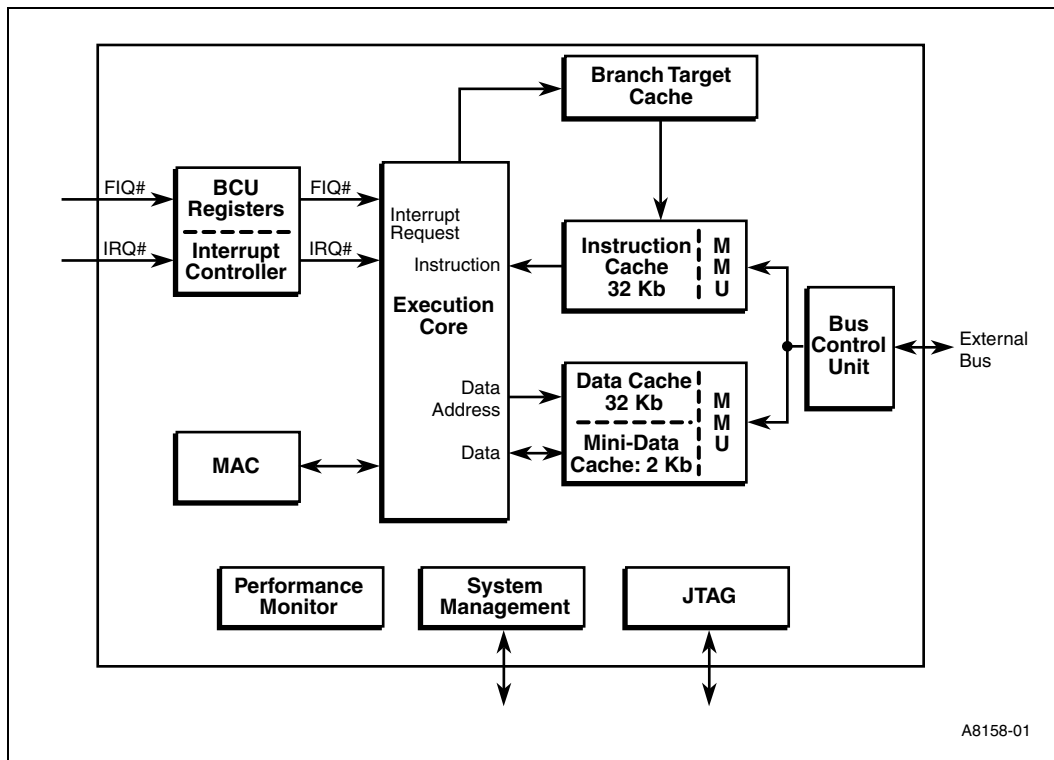 Branch Target
Cache
FIQ#
BCU
Registers
FIQ#
IRQ#
Interrupt
Controller
IRQ#
Interrupt
Request
Instruction
Execution
Core
Data
Address
Data
Instruction
Cache
32 Kb
M
M
U
Data Cache
32 Kb
Mini-Data
Cache: 2 Kb
M
M
U
Bus
Control
Unit
External
Bus
MAC
Performance
Monitor
System
Management
JTAG
A8158-01